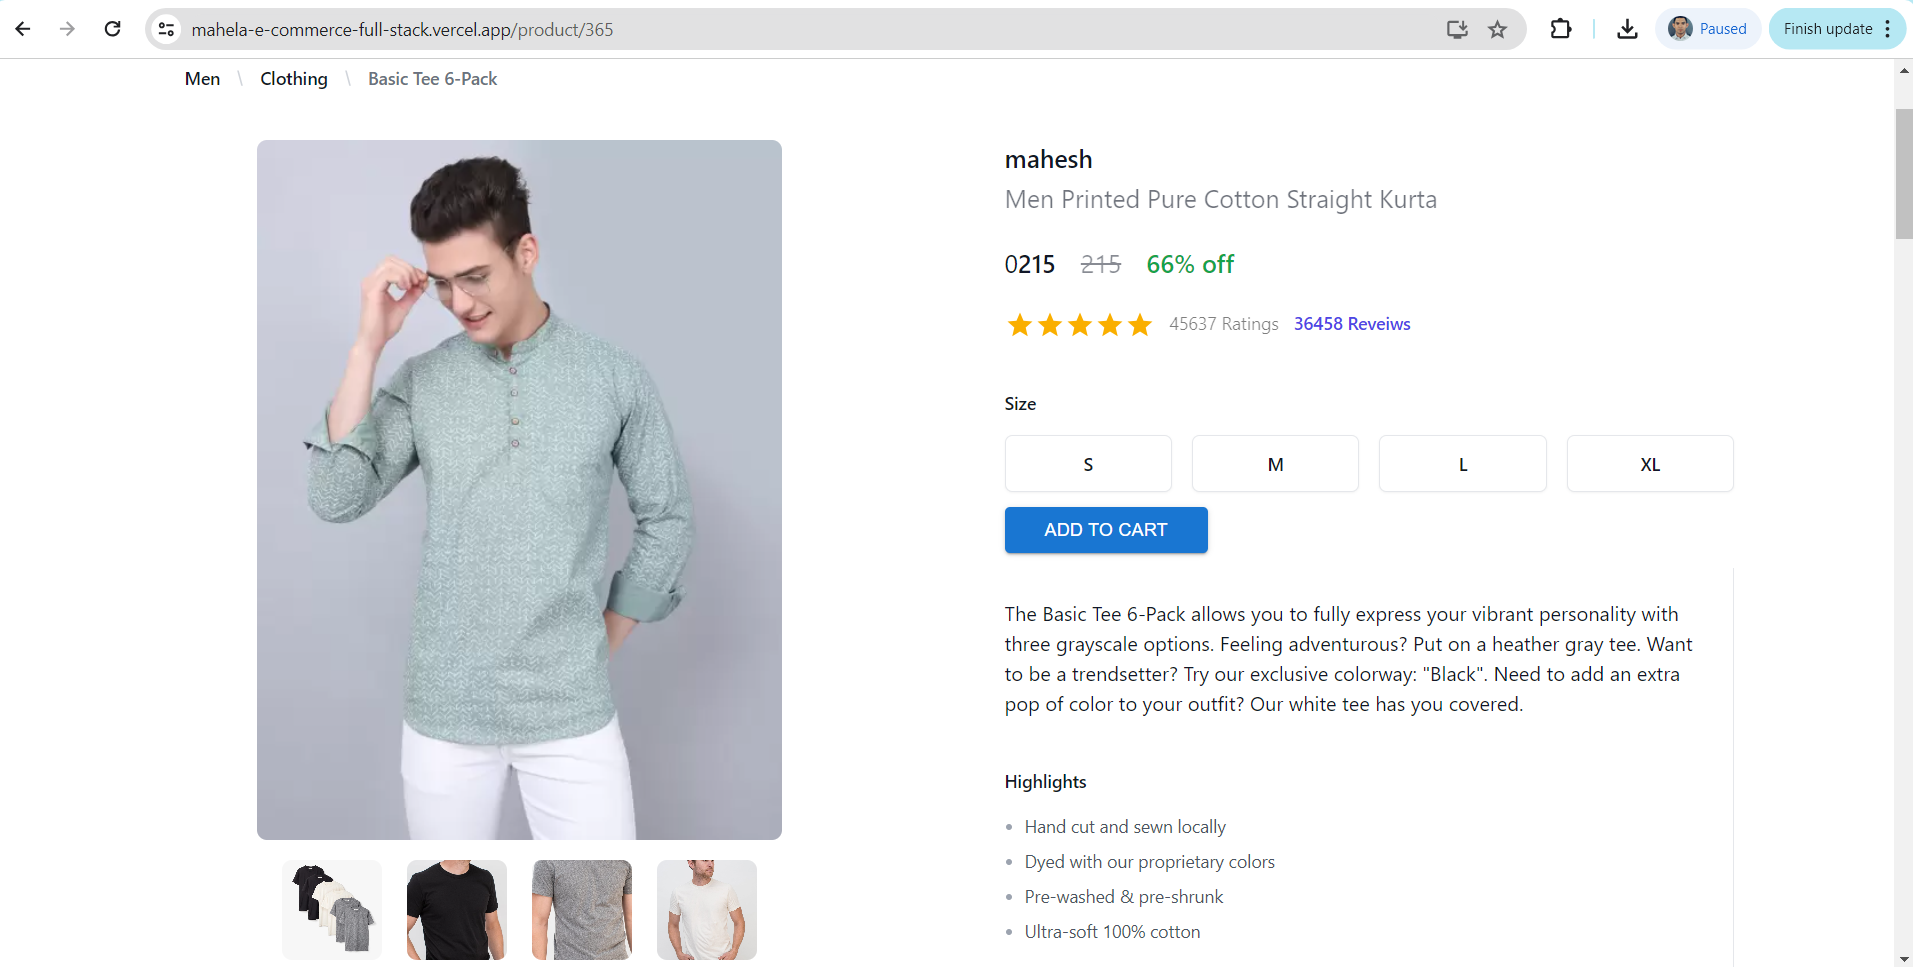 mahela-e-commerce-full-stack.vercel.app/product/365
Paused
Finish update
Men \ Clothing \ Basic Tee 6-Pack
mahesh
Men Printed Pure Cotton Straight Kurta
0215 215 66% off
45637 Ratings 36458 Reveiws
Size
S M L XL
ADD TO CART
The Basic Tee 6-Pack allows you to fully express your vibrant personality with
three grayscale options. Feeling adventurous? Put on a heather gray tee. Want
to be a trendsetter? Try our exclusive colorway: "Black". Need to add an extra
pop of color to your outfit? Our white tee has you covered.
Highlights
• Hand cut and sewn locally
• Dyed with our proprietary colors
• Pre-washed & pre-shrunk
• Ultra-soft 100% cotton